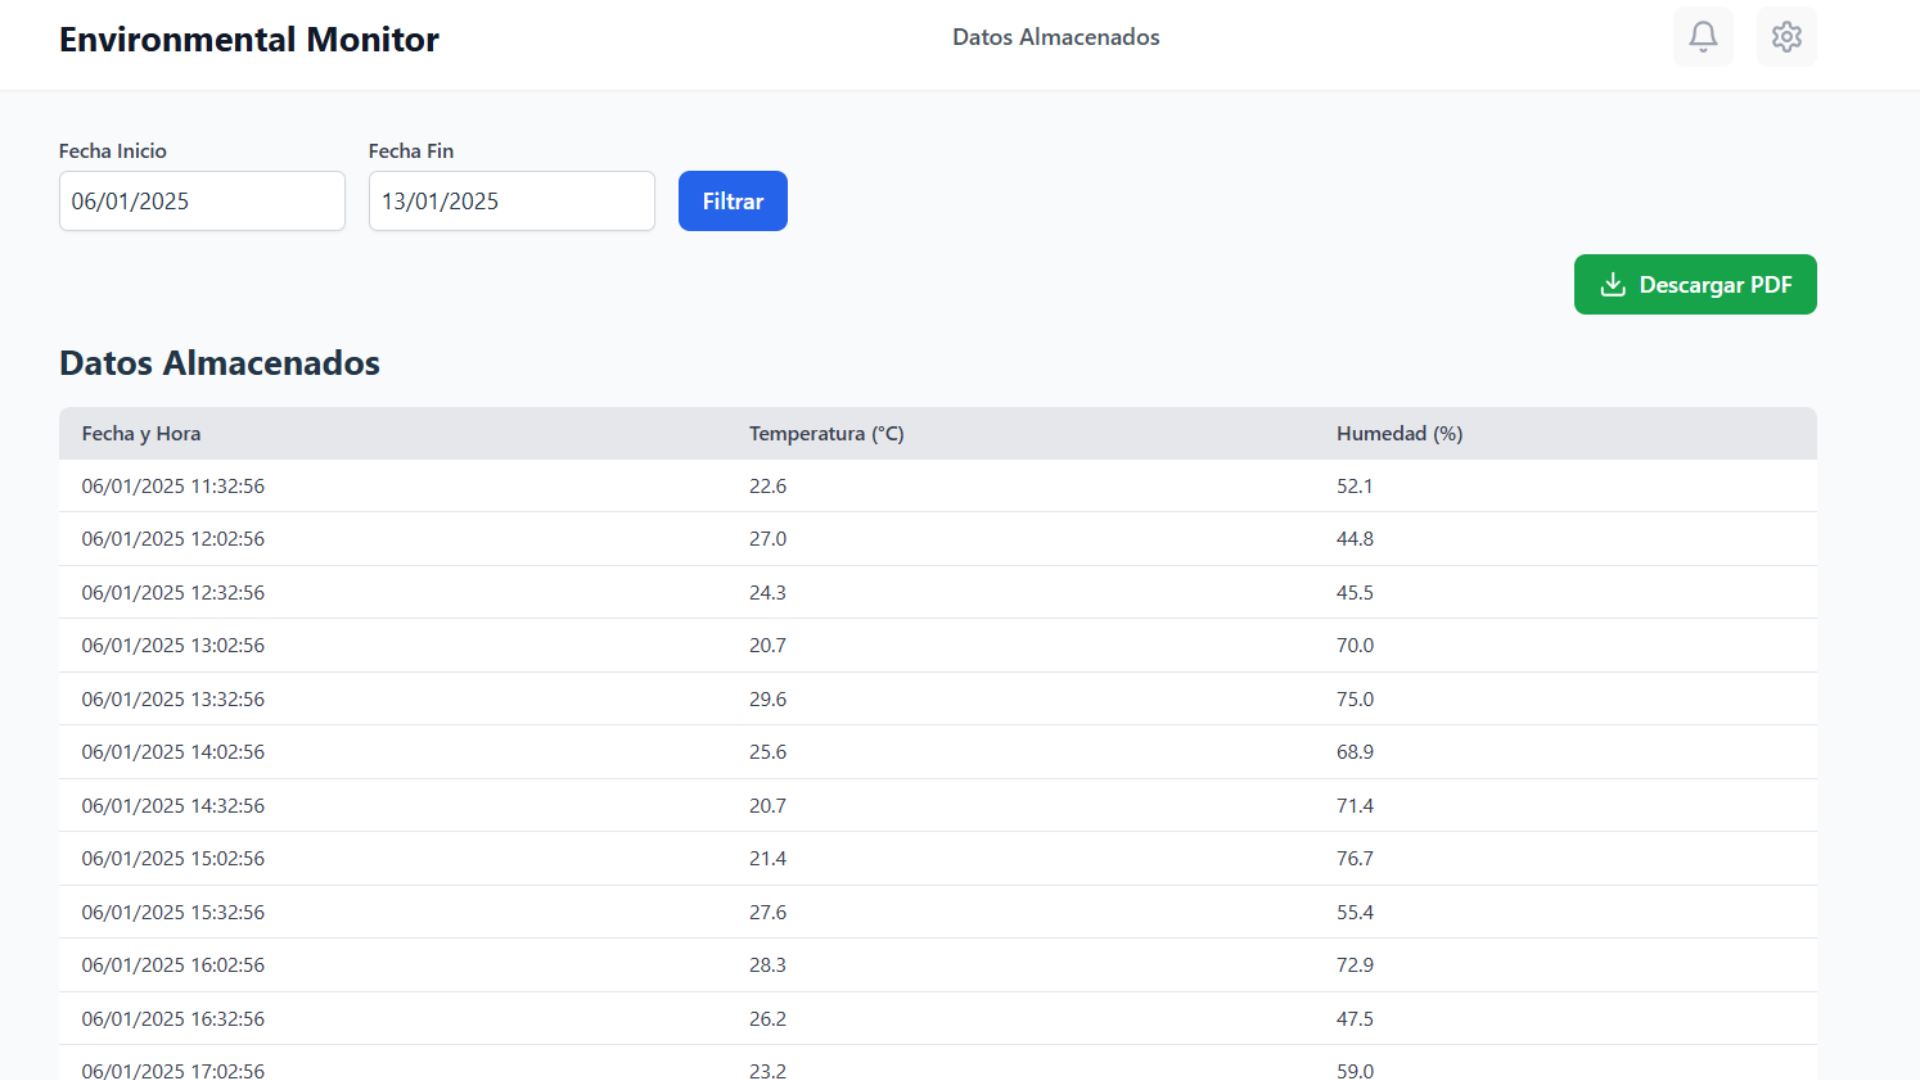 Environmental Monitor
Datos Almacenados
Fecha Inicio
Fecha Fin
06/01/2025
13/01/2025
Filtrar
Descargar PDF
Datos Almacenados
Fecha y Hora Temperatura (°C) Humedad (%)
06/01/2025 11:32:56 22.6 52.1
06/01/2025 12:02:56 27.0 44.8
06/01/2025 12:32:56 24.3 45.5
06/01/2025 13:02:56 20.7 70.0
06/01/2025 13:32:56 29.6 75.0
06/01/2025 14:02:56 25.6 68.9
06/01/2025 14:32:56 20.7 71.4
06/01/2025 15:02:56 21.4 76.7
06/01/2025 15:32:56 27.6 55.4
06/01/2025 16:02:56 28.3 72.9
06/01/2025 16:32:56 26.2 47.5
06/01/2025 17:02:56 23.2 59.0